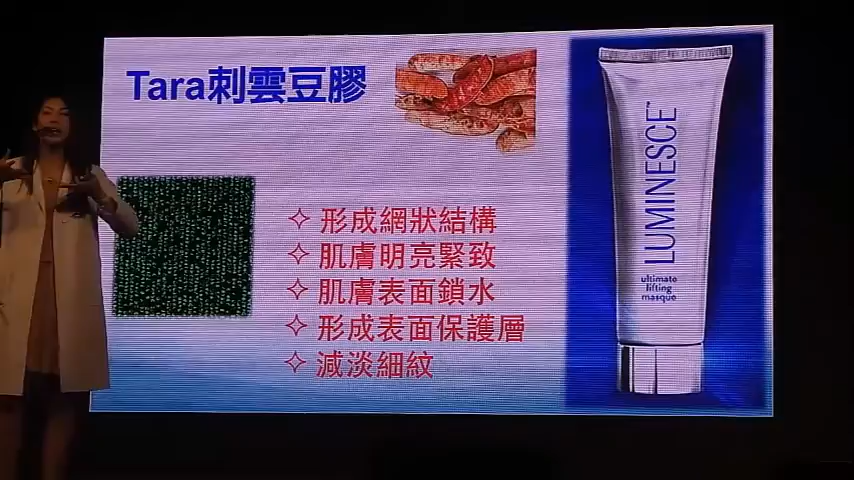 Tara刺雲豆膠
形成網狀結構
肌膚明亮緊致
肌膚表面鎖水
形成表面保護層
減淡細紋
LUMINESCE™
ultimate
lifting
masque